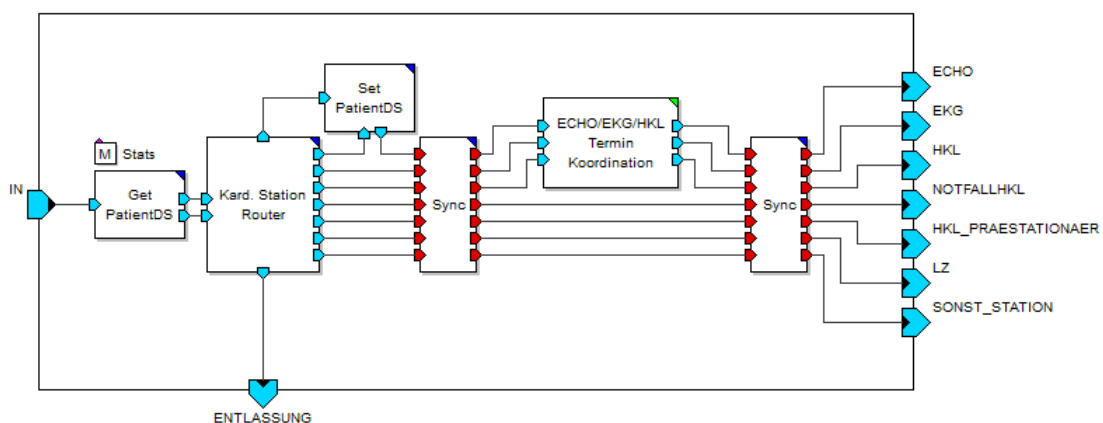 ECHO
Set
PatientDS
EKG
ECHO/EKG/HKL
Termin
Koordination
M Stats
HKL
IN
Get
PatientDS
Kard. Station
Router
Sync
Sync
NOTFALLHKL
HKL_PRAESTATIONAER
LZ
SONST_STATION
ENTLASSUNG